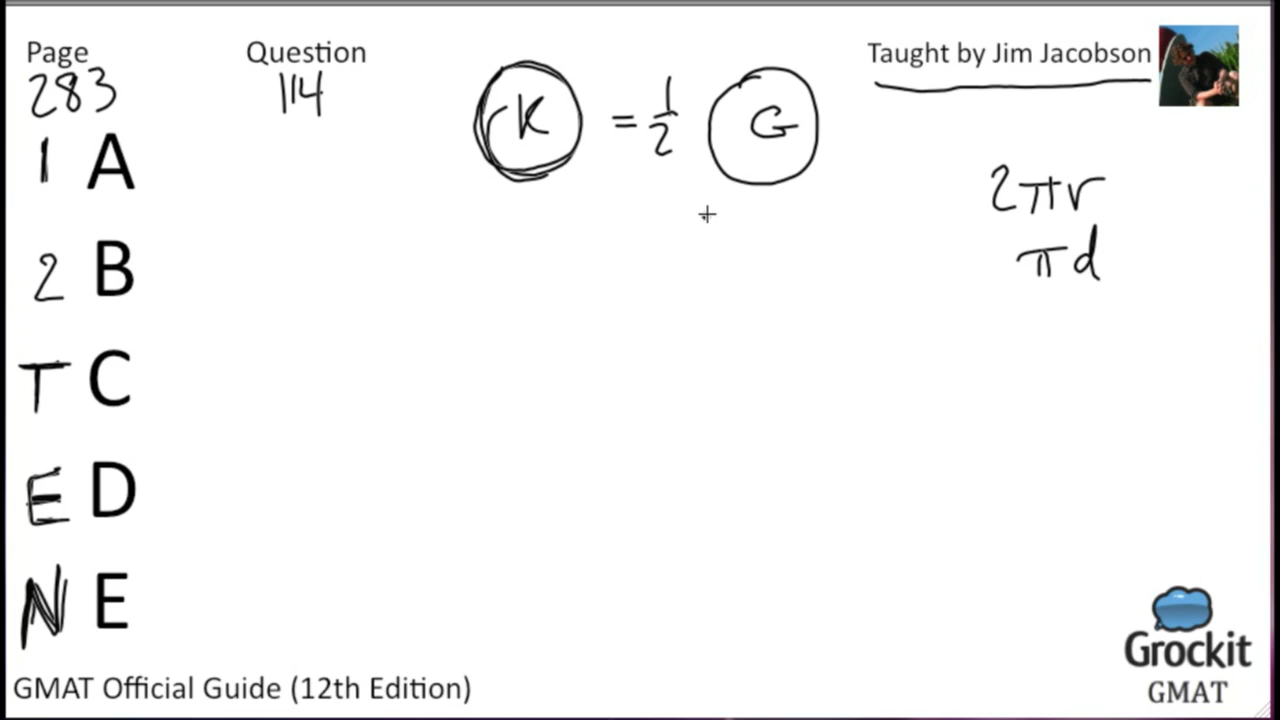 Page Question Taught by Jim Jacobson
283 114 K = 1/2 G
1 A
2πr
2 B
πd
T C
E D
N E
Grockit
GMAT
GMAT Official Guide (12th Edition)